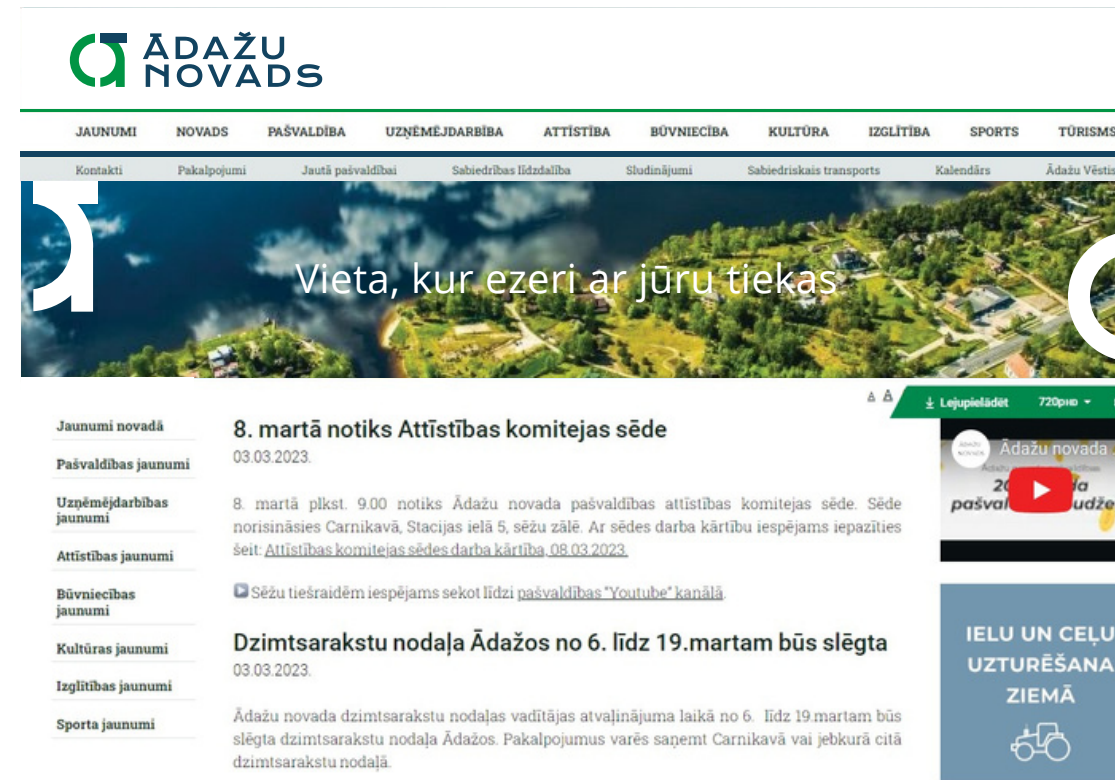 ĀDAŽU
NOVADS
JAUNUMI NOVADS PAŠVALDĪBA UZŅĒMĒJDARBĪBA ATTĪSTĪBA BŪVNIECĪBA KULTŪRA IZGLĪTĪBA SPORTS TŪRISMS
Kontakti Pakalpojumi Jautā pašvaldībai Sabiedrības līdzdalība Sludinājumi Sabiedriskais transports Kalendārs Ādažu Vēstis
Vieta, kur ezeri ar jūru tiekas
A A
Lejupielādēt 720p HD
Jaunumi novadā
Pašvaldības jaunumi
Uzņēmējdarbības
jaunumi
Attīstības jaunumi
Būvniecības
jaunumi
Kultūras jaunumi
Izglītības jaunumi
Sporta jaunumi
8. martā notiks Attīstības komitejas sēde
03.03.2023.
8. martā plkst. 9.00 notiks Ādažu novada pašvaldības attīstības komitejas sēde. Sēde
norisināsies Carnikavā, Stacijas ielā 5, sēžu zālē. Ar sēdes darba kārtību iespējams iepazīties
šeit: Attīstības komitejas sēdes darba kārtība, 08.03.2023.
Sēžu tiešraidēm iespējams sekot līdzi pašvaldības "Youtube" kanālā.
Dzimtsarakstu nodaļa Ādažos no 6. līdz 19.martam būs slēgta
03.03.2023.
Ādažu novada dzimtsarakstu nodaļas vadītājas atvaļinājuma laikā no 6. līdz 19.martam būs
slēgta dzimtsarakstu nodaļa Ādažos. Pakalpojumus varēs saņemt Carnikavā vai jebkurā citā
dzimtsarakstu nodaļā.
ĀDAŽU
NOVADS
Ādažu novada
IELU UN CEĻU
UZTURĒŠANA
ZIEMĀ